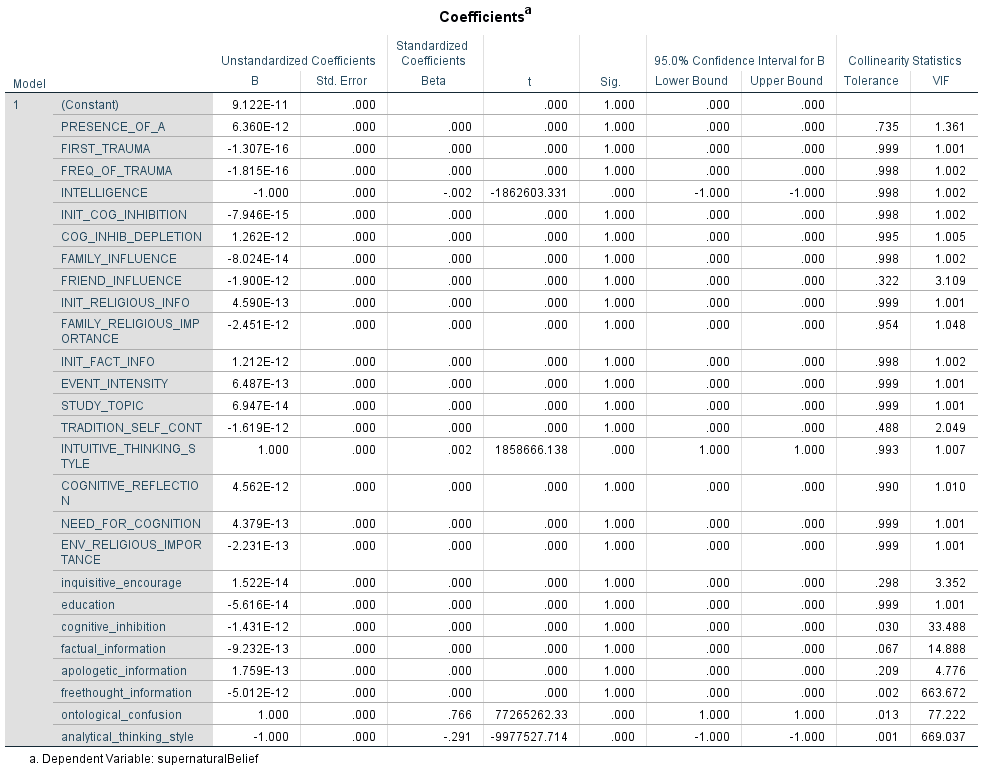 Coefficientsa
Unstandardized Coefficients Standardized Coefficients 95.0% Confidence Interval for B Collinearity Statistics
Model B Std. Error Beta t Sig. Lower Bound Upper Bound Tolerance VIF
1 (Constant) 9.122E-11 .000 .000 1.000 .000 .000
PRESENCE_OF_A 6.360E-12 .000 .000 .000 1.000 .000 .000 .735 1.361
FIRST_TRAUMA -1.307E-16 .000 .000 .000 1.000 .000 .000 .999 1.001
FREQ_OF_TRAUMA -1.815E-16 .000 .000 .000 1.000 .000 .000 .998 1.002
INTELLIGENCE -1.000 .000 -.002 -1862603.331 .000 -1.000 -1.000 .998 1.002
INIT_COG_INHIBITION -7.946E-15 .000 .000 .000 1.000 .000 .000 .998 1.002
COG_INHIB_DEPLETION 1.262E-12 .000 .000 .000 1.000 .000 .000 .995 1.005
FAMILY_INFLUENCE -8.024E-14 .000 .000 .000 1.000 .000 .000 .998 1.002
FRIEND_INFLUENCE -1.900E-12 .000 .000 .000 1.000 .000 .000 .322 3.109
INIT_RELIGIOUS_INFO 4.590E-13 .000 .000 .000 1.000 .000 .000 .999 1.001
FAMILY_RELIGIOUS_IMP -2.451E-12 .000 .000 .000 1.000 .000 .000 .954 1.048
ORTANCE
INIT_FACT_INFO 1.212E-12 .000 .000 .000 1.000 .000 .000 .998 1.002
EVENT_INTENSITY 6.487E-13 .000 .000 .000 1.000 .000 .000 .999 1.001
STUDY_TOPIC 6.947E-14 .000 .000 .000 1.000 .000 .000 .999 1.001
TRADITION_SELF_CONT -1.619E-12 .000 .000 .000 1.000 .000 .000 .488 2.049
INTUITIVE_THINKING_S 1.000 .000 .002 1858666.138 .000 1.000 1.000 .993 1.007
TYLE
COGNITIVE_REFLECTIO 4.562E-12 .000 .000 .000 1.000 .000 .000 .990 1.010
N
NEED_FOR_COGNITION 4.379E-13 .000 .000 .000 1.000 .000 .000 .999 1.001
ENV_RELIGIOUS_IMPOR -2.231E-13 .000 .000 .000 1.000 .000 .000 .999 1.001
TANCE
inquisitive_encourage 1.522E-14 .000 .000 .000 1.000 .000 .000 .298 3.352
education -5.616E-14 .000 .000 .000 1.000 .000 .000 .999 1.001
cognitive_inhibition -1.431E-12 .000 .000 .000 1.000 .000 .000 .030 33.488
factual_information -9.232E-13 .000 .000 .000 1.000 .000 .000 .067 14.888
apologetic_information 1.759E-13 .000 .000 .000 1.000 .000 .000 .209 4.776
freethought_information -5.012E-12 .000 .000 .000 1.000 .000 .000 .002 663.672
ontological_confusion 1.000 .000 .766 77265262.33 .000 1.000 1.000 .013 77.222
analytical_thinking_style -1.000 .000 -.291 -9977527.714 .000 -1.000 -1.000 .001 669.037
a. Dependent Variable: supernaturalBelief